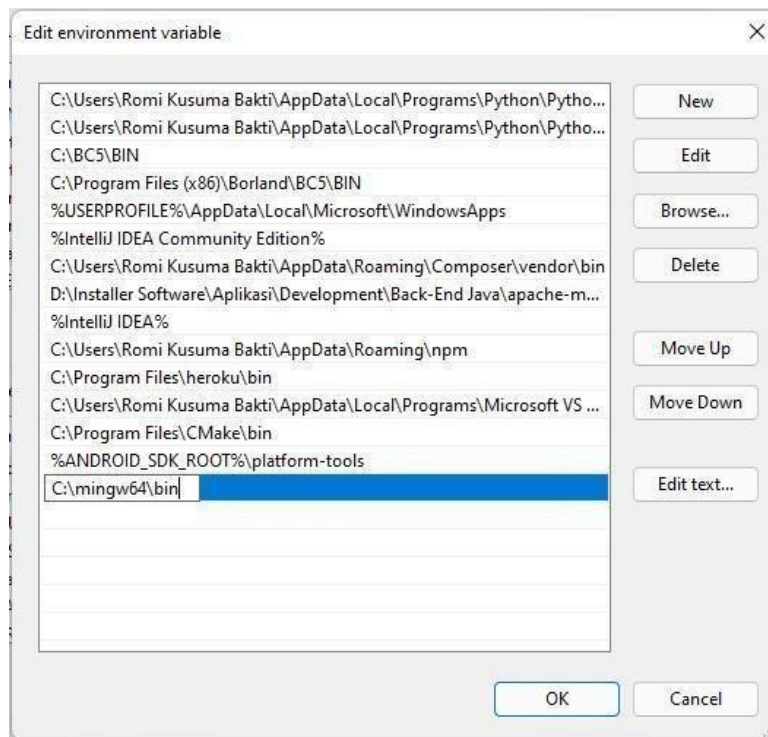 Edit environment variable
C:\Users\Romi Kusuma Bakti\AppData\Local\Programs\Python\Pytho...
New
C:\Users\Romi Kusuma Bakti\AppData\Local\Programs\Python\Pytho...
C:\BC5\BIN
Edit
C:\Program Files (x86)\Borland\BC5\BIN
%USERPROFILE%\AppData\Local\Microsoft\WindowsApps
Browse...
%IntelliJ IDEA Community Edition%
C:\Users\Romi Kusuma Bakti\AppData\Roaming\Composer\vendor\bin
Delete
D:\Installer Software\Aplikasi\Development\Back-End Java\apache-m...
%IntelliJ IDEA%
C:\Users\Romi Kusuma Bakti\AppData\Roaming\npm
Move Up
C:\Program Files\heroku\bin
C:\Users\Romi Kusuma Bakti\AppData\Local\Programs\Microsoft VS ...
Move Down
C:\Program Files\CMake\bin
%ANDROID_SDK_ROOT%\platform-tools
C:\mingw64\bin
Edit text...
OK
Cancel